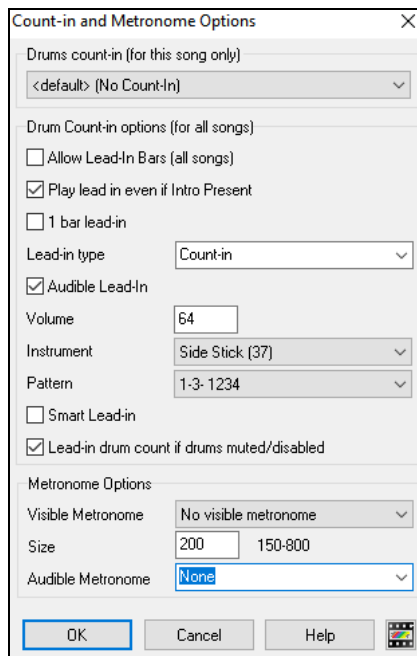 Count-in and Metronome Options
Drums count-in (for this song only)
<default> (No Count-In)
Drum Count-in options (for all songs)
Allow Lead-In Bars (all songs)
Play lead in even if Intro Present
1 bar lead-in
Lead-in type Count-in
Audible Lead-In
Volume 64
Instrument Side Stick (37)
Pattern 1-3- 1234
Smart Lead-in
Lead-in drum count if drums muted/disabled
Metronome Options
Visible Metronome No visible metronome
Size 200 150-800
Audible Metronome None
OK Cancel Help